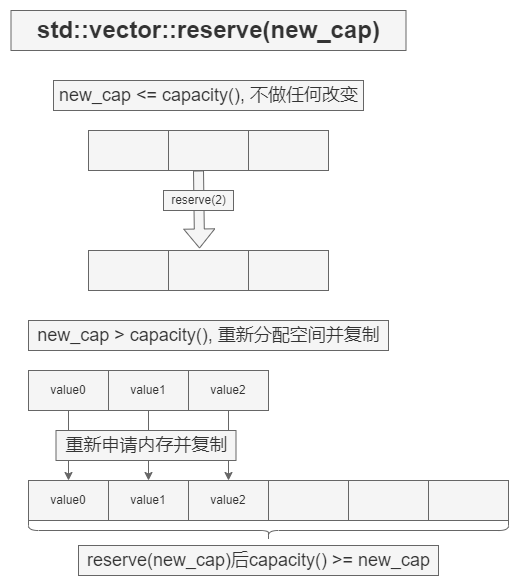 std::vector::reserve(new_cap)
new_cap <= capacity(), 不做任何改变
reserve(2)
new_cap > capacity(), 重新分配空间并复制
value0 value1 value2
重新申请内存并复制
value0 value1 value2
reserve(new_cap)后capacity() >= new_cap